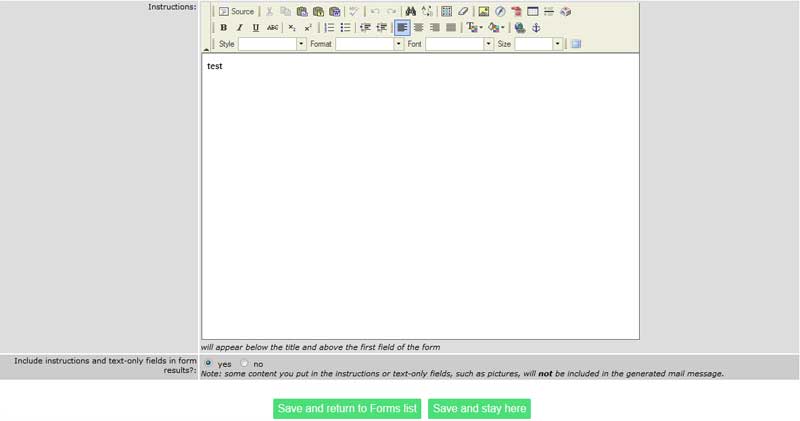 Instructions:
Source
B I U ABC
Style Format Font Size
test
will appear below the title and above the first field of the form
Include instructions and text-only fields in form
results?:
yes no
Note: some content you put in the instructions or text-only fields, such as pictures, will not be included in the generated mail message.
Save and return to Forms list Save and stay here